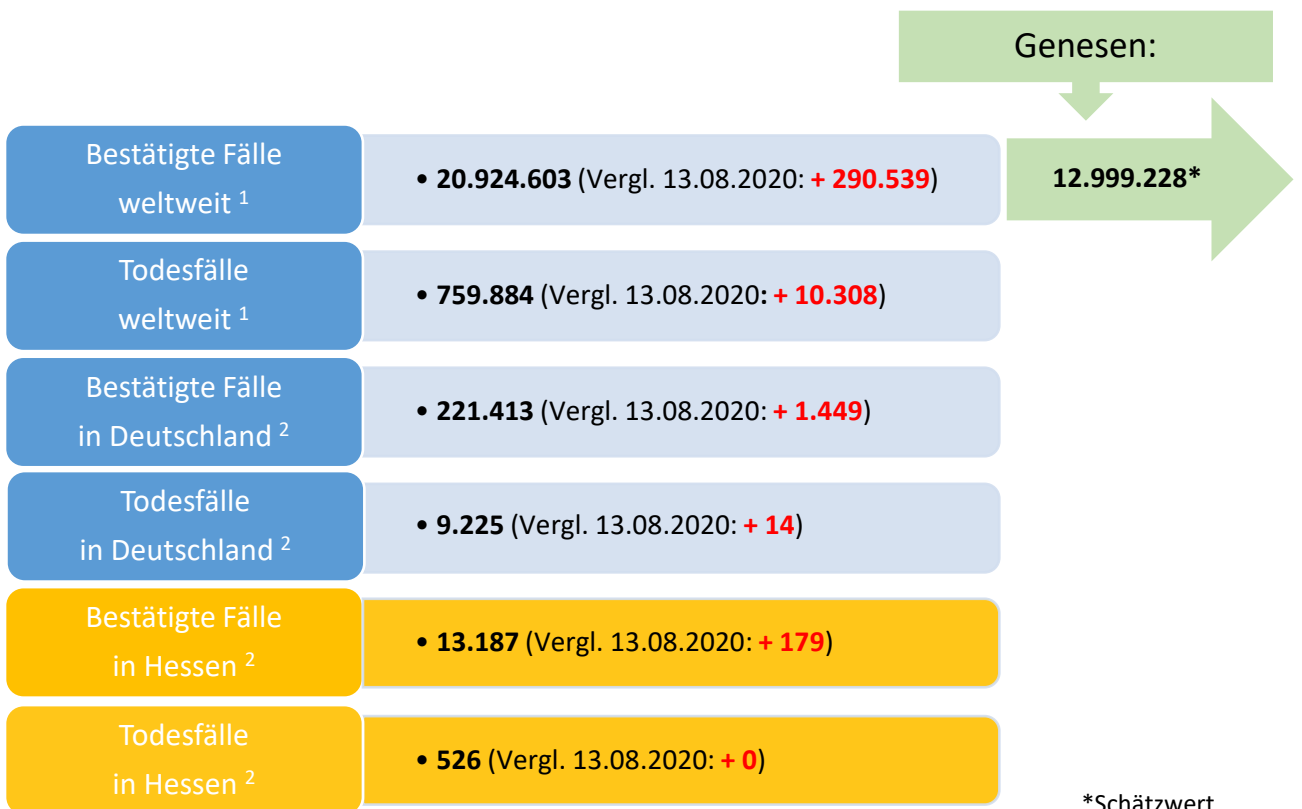 Genesen:
Bestätigte Fälle
weltweit ¹
• 20.924.603 (Vergl. 13.08.2020: + 290.539)
12.999.228*
Todesfälle
weltweit ¹
• 759.884 (Vergl. 13.08.2020: + 10.308)
Bestätigte Fälle
in Deutschland ²
• 221.413 (Vergl. 13.08.2020: + 1.449)
Todesfälle
in Deutschland ²
• 9.225 (Vergl. 13.08.2020: + 14)
Bestätigte Fälle
in Hessen ²
• 13.187 (Vergl. 13.08.2020: + 179)
Todesfälle
in Hessen ²
• 526 (Vergl. 13.08.2020: + 0)
*Schätzwert